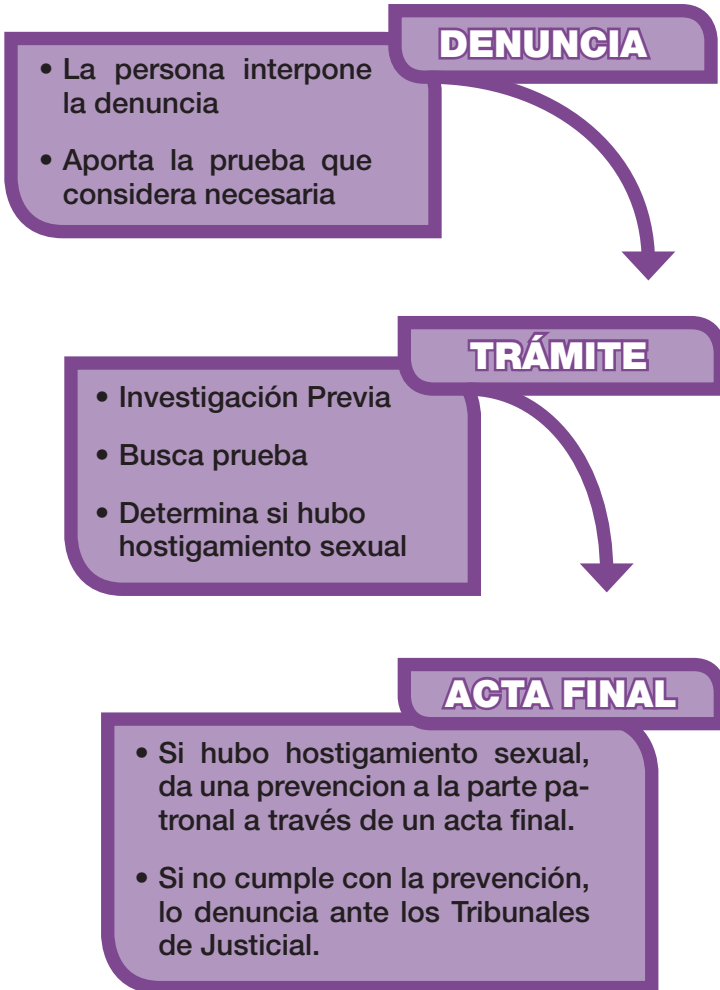 DENUNCIA
• La persona interpone
la denuncia
• Aporta la prueba que
considera necesaria
TRÁMITE
• Investigación Previa
• Busca prueba
• Determina si hubo
hostigamiento sexual
ACTA FINAL
• Si hubo hostigamiento sexual,
da una prevencion a la parte pa-
tronal a través de un acta final.
• Si no cumple con la prevención,
lo denuncia ante los Tribunales
de Justicial.